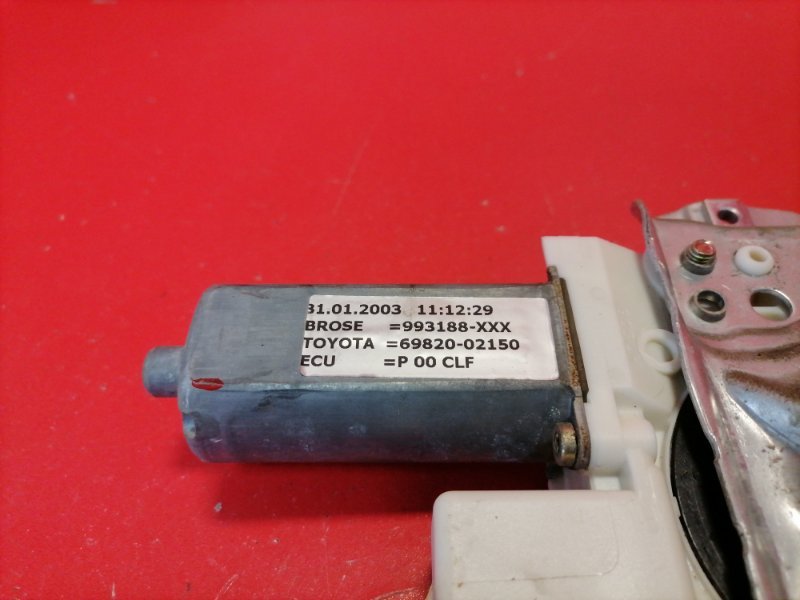 31.01.2003 11:12:29
BROSE =993188-XXX
TOYOTA =69820-02150
ECU =P 00 CLF